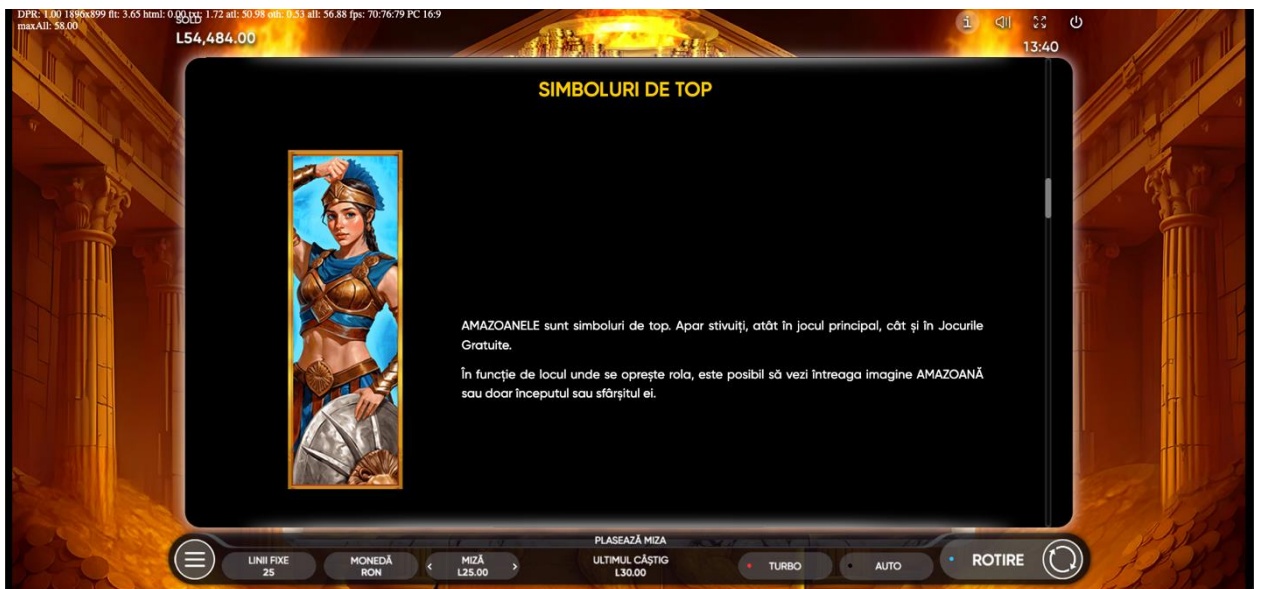 DPR: 1.00 1896x899 flt: 3.65 html: 0.00 txt: 1.72 atl: 50.98 oth: 0.53 all: 56.88 fps: 70:76:79 PC 16:9
maxAll: 58.00
SOLD
L54,484.00
13:40
SIMBOLURI DE TOP
AMAZOANELE sunt simboluri de top. Apar stivuiți, atât în jocul principal, cât și în Jocurile
Gratuite.
În funcție de locul unde se oprește rola, este posibil să vezi întreaga imagine AMAZOANĂ
sau doar începutul sau sfârșitul ei.
PLASEAZĂ MIZA
LINII FIXE
25
MONEDĂ
RON
MIZĂ
L25.00
ULTIMUL CÂȘTIG
L30.00
TURBO
AUTO
ROTIRE